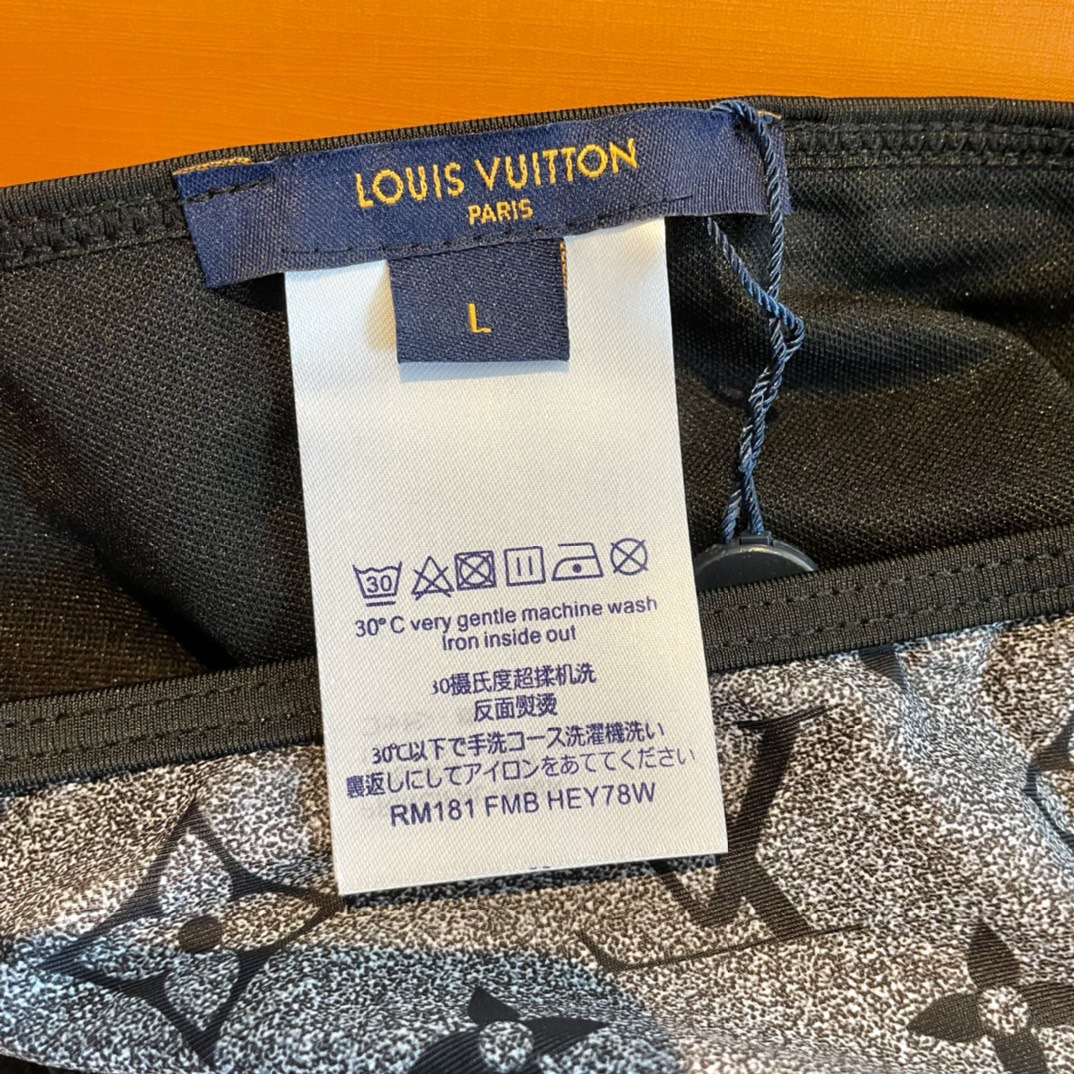 LOUIS VUITTON
PARIS
L
30
30°C very gentle machine wash
Iron inside out
30摄氏度超揉机洗
反面熨烫
30℃以下で手洗コース洗濯機洗い
裏返しにしてアイロンをあててください
RM181 FMB HEY78W